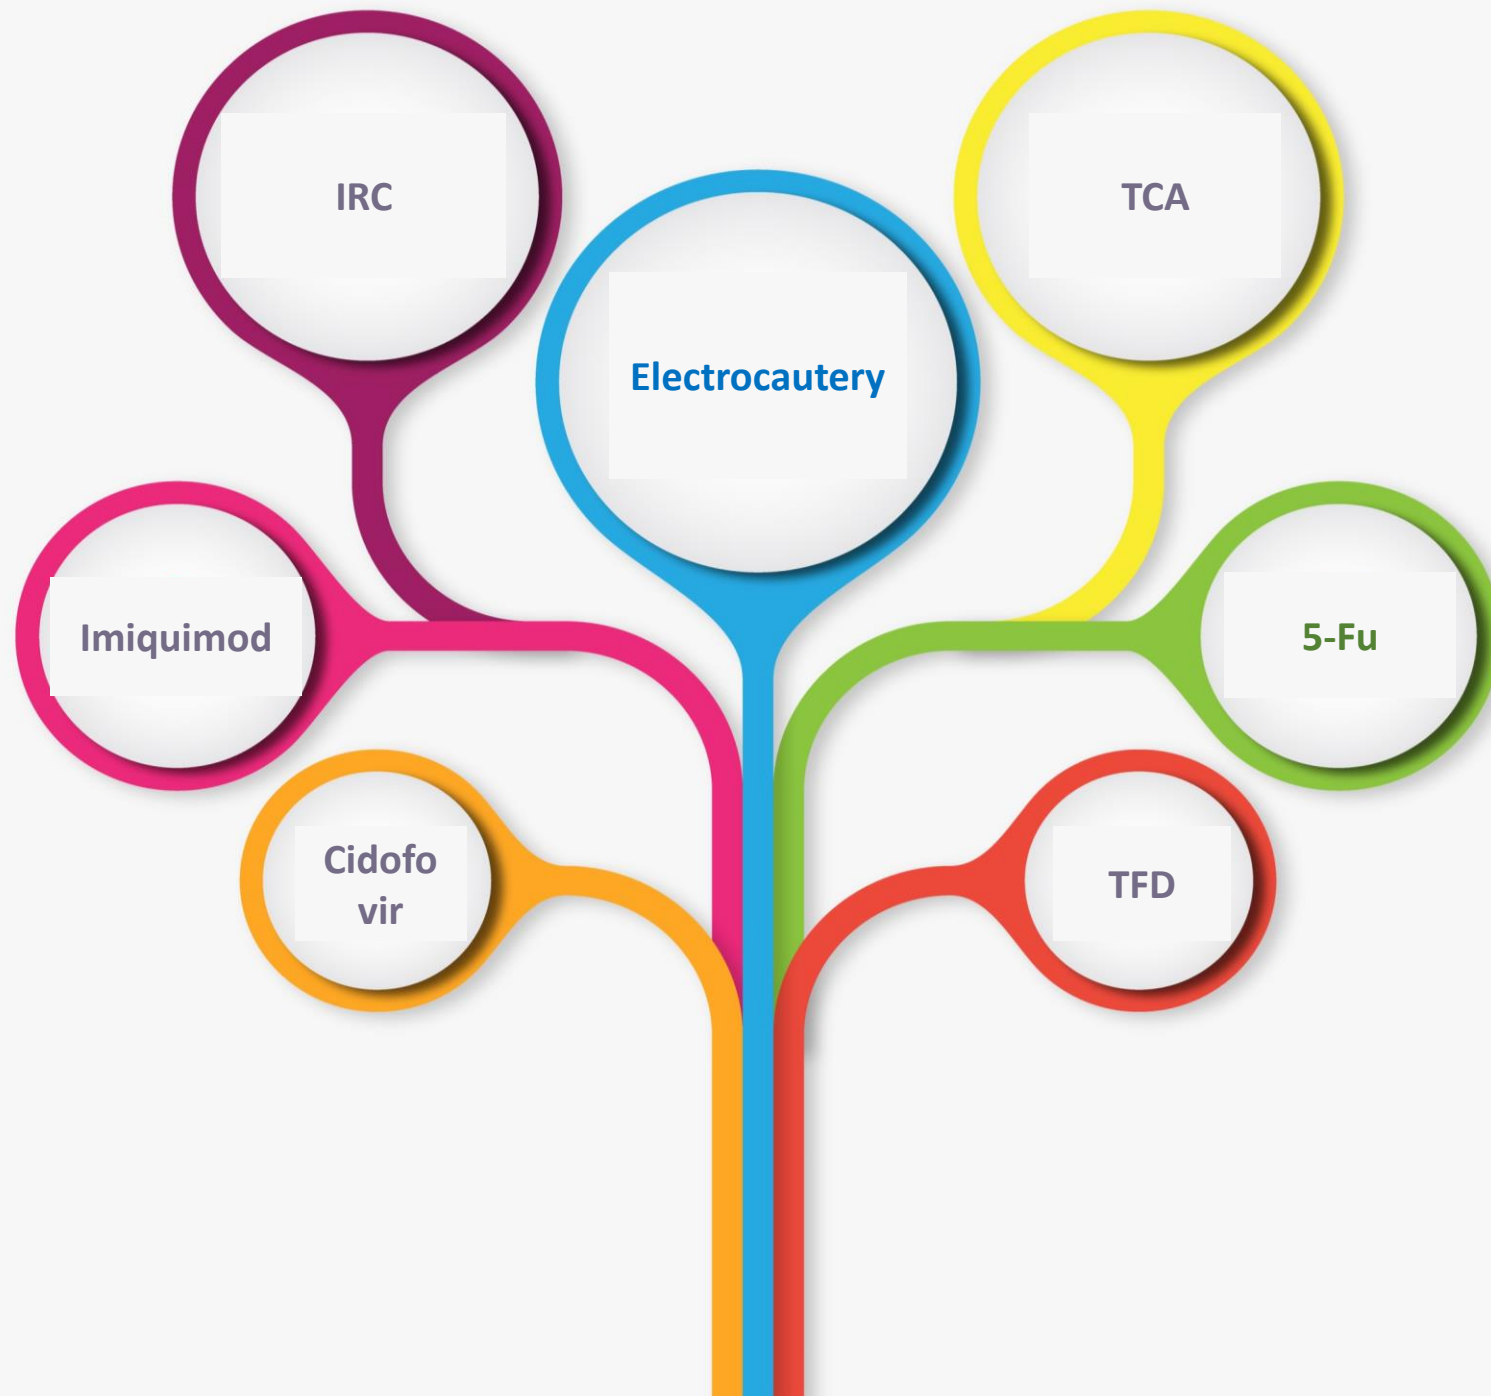 IRC
TCA
Electrocautery
Imiquimod
5-Fu
Cidofo
vir
TFD